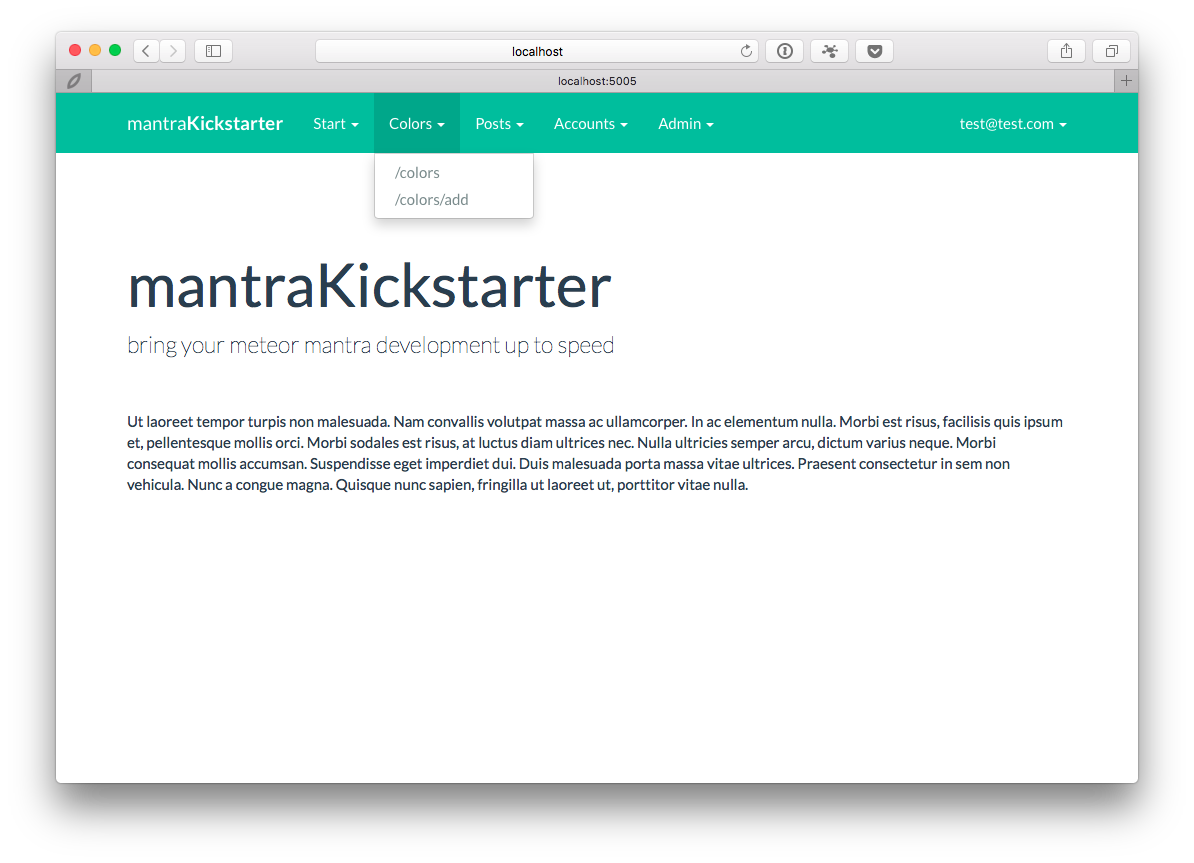 localhost
localhost:5005
mantraKickstarter Start Colors Posts Accounts Admin test@test.com
/colors
/colors/add
mantraKickstarter
bring your meteor mantra development up to speed
Ut laoreet tempor turpis non malesuada. Nam convallis volutpat massa ac ullamcorper. In ac elementum nulla. Morbi est risus, facilisis quis ipsum
et, pellentesque mollis orci. Morbi sodales est risus, at luctus diam ultrices nec. Nulla ultricies semper arcu, dictum varius neque. Morbi
consequat mollis accumsan. Suspendisse eget imperdiet dui. Duis malesuada porta massa vitae ultrices. Praesent consectetur in sem non
vehicula. Nunc a congue magna. Quisque nunc sapien, fringilla ut laoreet ut, porttitor vitae nulla.